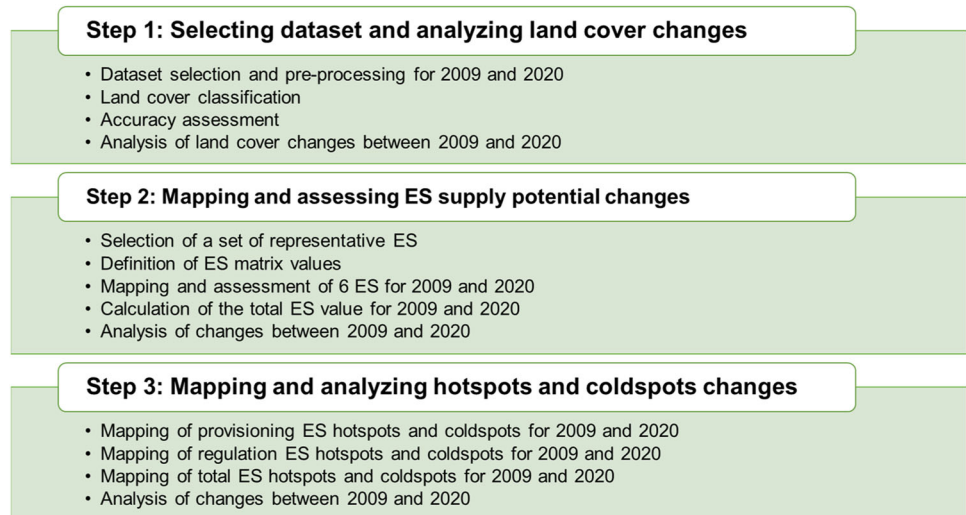 Step 1: Selecting dataset and analyzing land cover changes
• Dataset selection and pre-processing for 2009 and 2020
• Land cover classification
• Accuracy assessment
• Analysis of land cover changes between 2009 and 2020
Step 2: Mapping and assessing ES supply potential changes
• Selection of a set of representative ES
• Definition of ES matrix values
• Mapping and assessment of 6 ES for 2009 and 2020
• Calculation of the total ES value for 2009 and 2020
• Analysis of changes between 2009 and 2020
Step 3: Mapping and analyzing hotspots and coldspots changes
• Mapping of provisioning ES hotspots and coldspots for 2009 and 2020
• Mapping of regulation ES hotspots and coldspots for 2009 and 2020
• Mapping of total ES hotspots and coldspots for 2009 and 2020
• Analysis of changes between 2009 and 2020